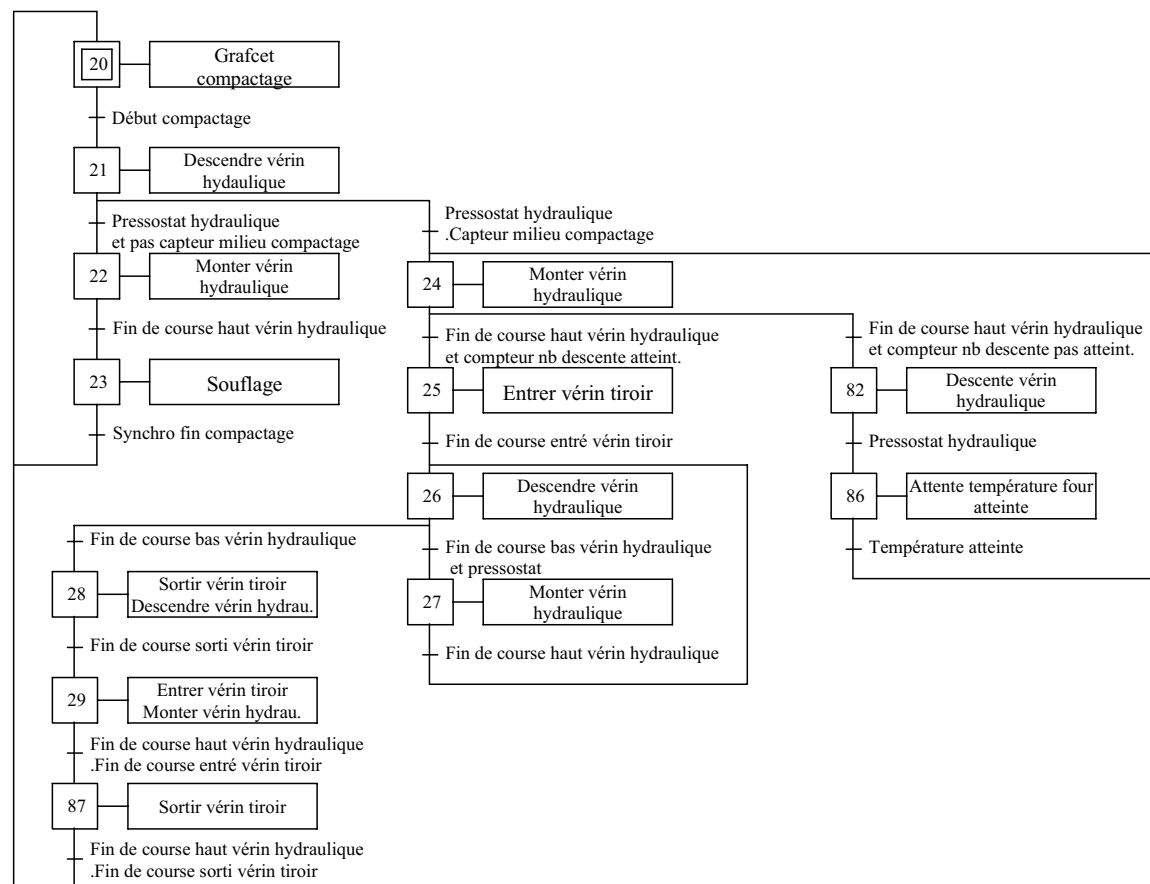 20
Grafcet
compactage
Début compactage
21
Descendre vérin
hydaulique
Pressostat hydraulique
et pas capteur milieu compactage
Pressostat hydraulique
.Capteur milieu compactage
22
Monter vérin
hydraulique
24
Monter vérin
hydraulique
Fin de course haut vérin hydraulique
Fin de course haut vérin hydraulique
et compteur nb descente atteint.
Fin de course haut vérin hydraulique
et compteur nb descente pas atteint.
23
Souflage
25
Entrer vérin tiroir
82
Descente vérin
hydraulique
Synchro fin compactage
Fin de course entré vérin tiroir
Pressostat hydraulique
26
Descendre vérin
hydraulique
86
Attente température four
atteinte
Fin de course bas vérin hydraulique
Fin de course bas vérin hydraulique
et pressostat
Température atteinte
28
Sortir vérin tiroir
Descendre vérin hydrau.
27
Monter vérin
hydraulique
Fin de course sorti vérin tiroir
Fin de course haut vérin hydraulique
29
Entrer vérin tiroir
Monter vérin hydrau.
Fin de course haut vérin hydraulique
.Fin de course entré vérin tiroir
87
Sortir vérin tiroir
Fin de course haut vérin hydraulique
.Fin de course sorti vérin tiroir